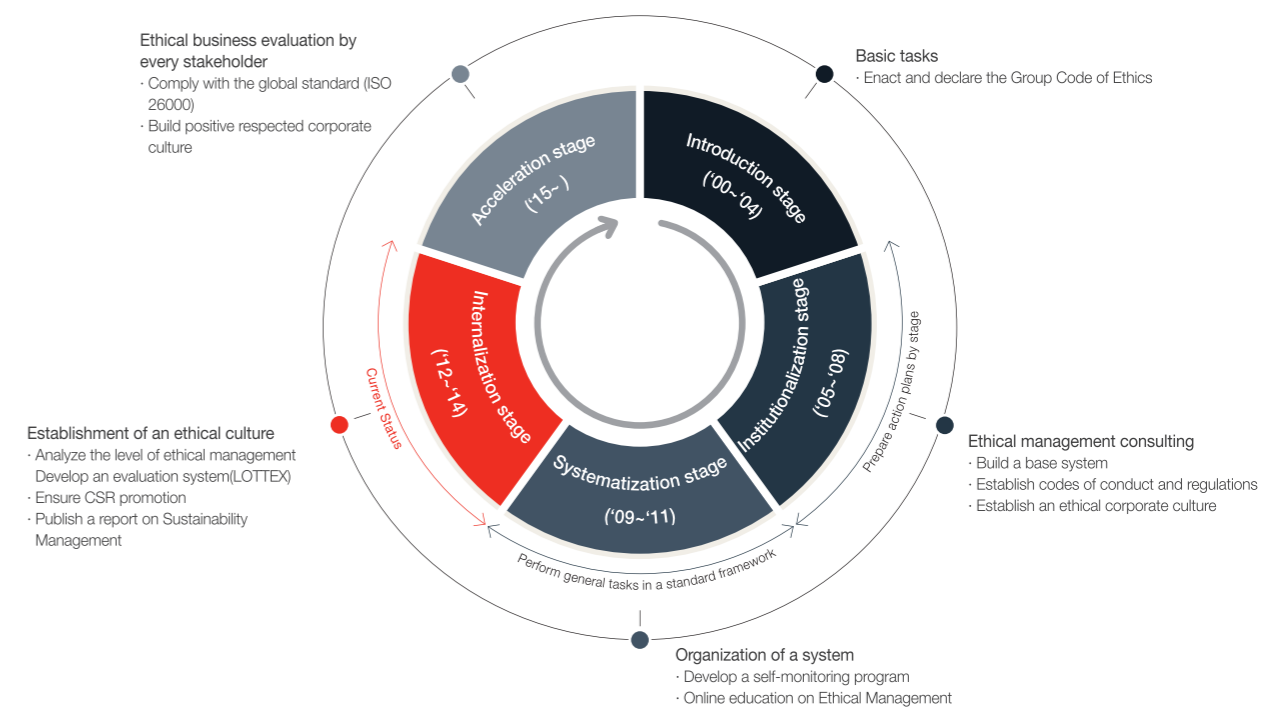 Ethical business evaluation by
every stakeholder
· Comply with the global standard (ISO
26000)
· Build positive respected corporate
culture
Basic tasks
· Enact and declare the Group Code of Ethics
Acceleration stage
(‘15~ )
Introduction stage
(‘00~‘04)
Internalization stage
(‘12~‘14)
Institutionalization stage
(‘05~‘08)
Systematization stage
(‘09~‘11)
Current Status
Prepare action plans by stage
Perform general tasks in a standard framework
Establishment of an ethical culture
· Analyze the level of ethical management
Develop an evaluation system(LOTTEX)
· Ensure CSR promotion
· Publish a report on Sustainability
Management
Ethical management consulting
· Build a base system
· Establish codes of conduct and regulations
· Establish an ethical corporate culture
Organization of a system
· Develop a self-monitoring program
· Online education on Ethical Management